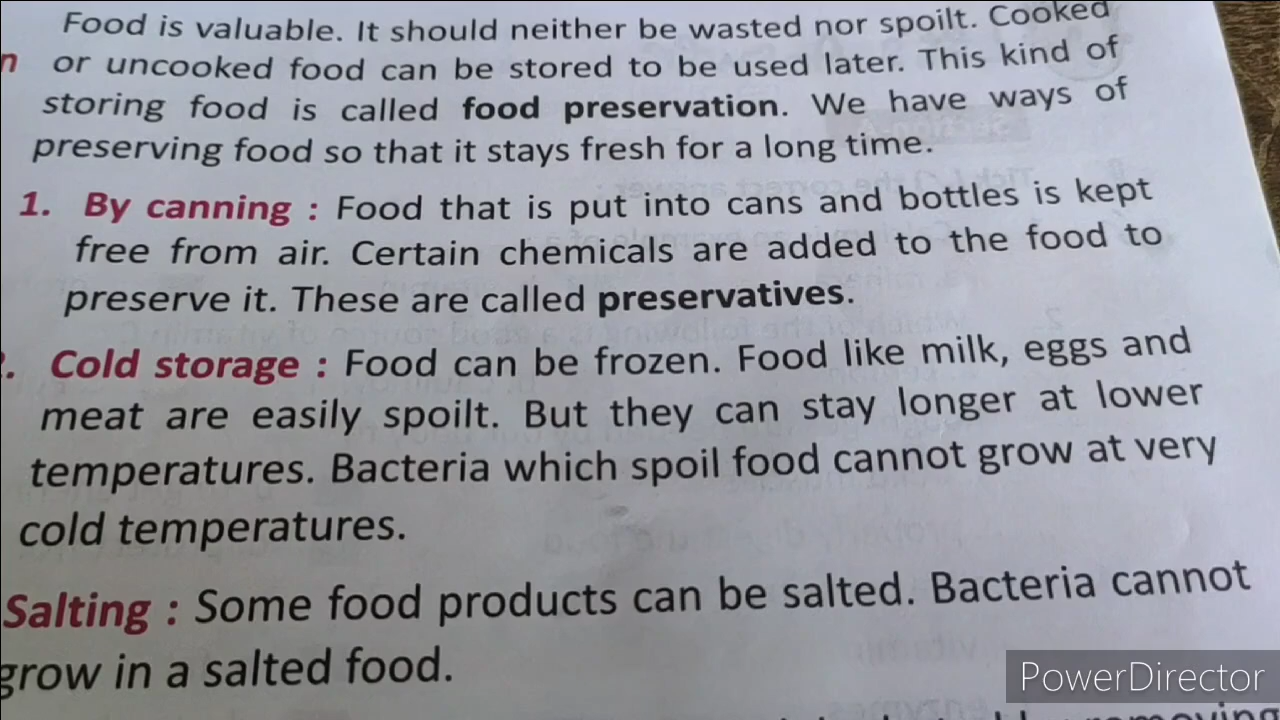 Food is valuable. It should neither be wasted nor spoilt. Cooked
n or uncooked food can be stored to be used later. This kind of
storing food is called food preservation. We have ways of
preserving food so that it stays fresh for a long time.
1. By canning : Food that is put into cans and bottles is kept
free from air. Certain chemicals are added to the food to
preserve it. These are called preservatives.
. Cold storage : Food can be frozen. Food like milk, eggs and
meat are easily spoilt. But they can stay longer at lower
temperatures. Bacteria which spoil food cannot grow at very
cold temperatures.
Salting : Some food products can be salted. Bacteria cannot
grow in a salted food.
PowerDirector